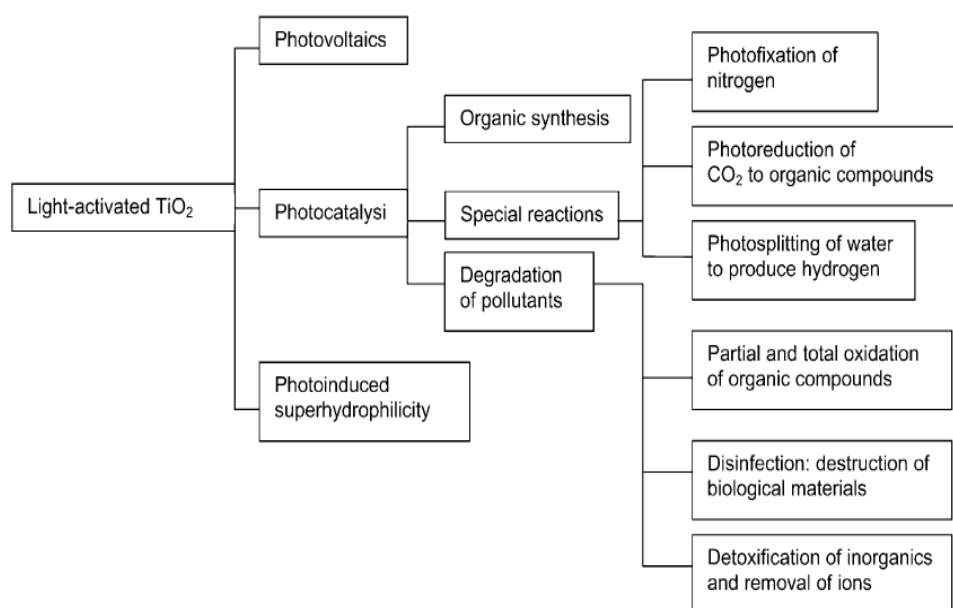 Light-activated TiO₂
Photovoltaics
Photocatalysi
Photoinduced
superhydrophilicity
Organic synthesis
Special reactions
Degradation
of pollutants
Photofixation of
nitrogen
Photoreduction of
CO₂ to organic compounds
Photosplitting of water
to produce hydrogen
Partial and total oxidation
of organic compounds
Disinfection: destruction of
biological materials
Detoxification of inorganics
and removal of ions